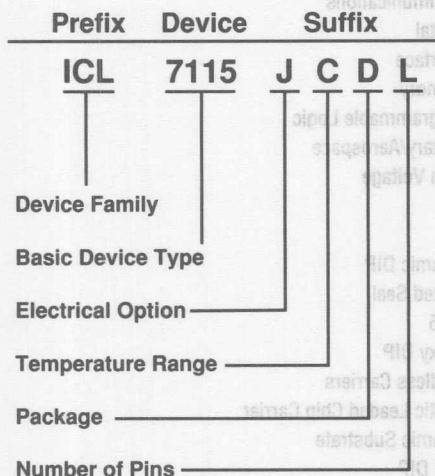 Prefix Device Suffix
ICL 7115 J C D L
Device Family
Basic Device Type
Electrical Option
Temperature Range
Package
Number of Pins